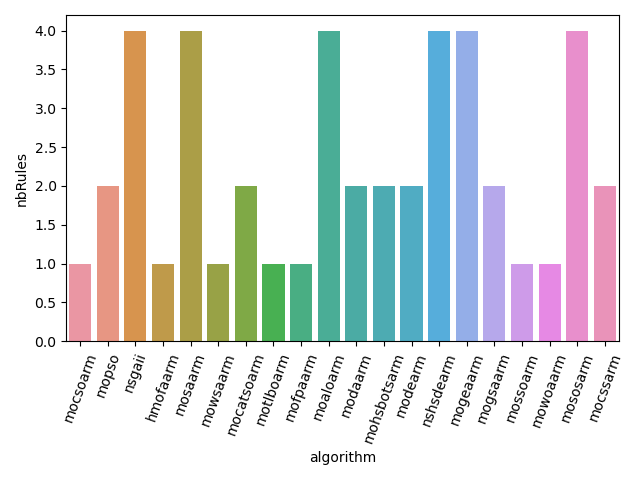 4.0
3.5
3.0
2.5
2.0
1.5
1.0
0.5
0.0
nbRules
mocsoarm
mopso
nsgaii
hmofaarm
mosaarm
mowsaarm
mocatsoarm
motlboarm
mofpaarm
moaloarm
modaarm
mohsbotsarm
modearm
nshsdearm
mogeaarm
mogsaarm
mossoarm
mowoaarm
mososarm
mocssarm
algorithm